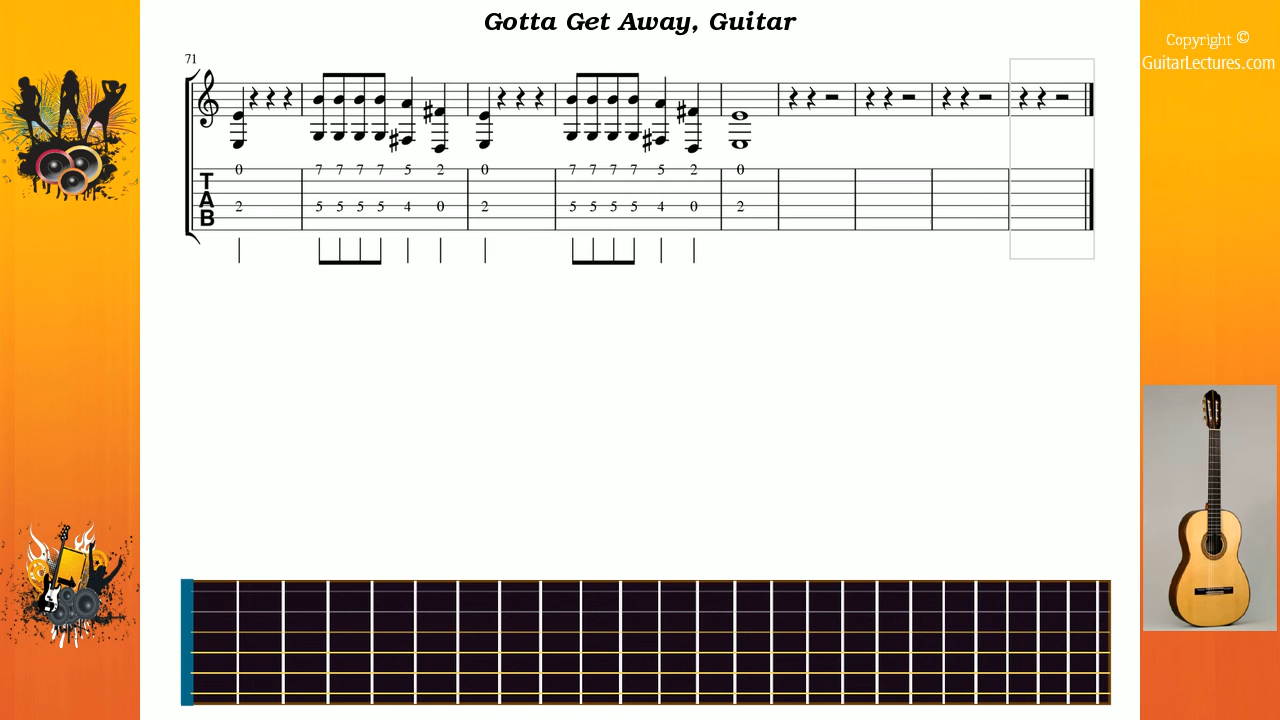 Gotta Get Away, Guitar
Copyright ©
GuitarLectures.com
71
0 7 7 7 7 5 2 0 7 7 7 7 5 2 0
TAB
2 5 5 5 5 4 0 2 5 5 5 5 4 0 2